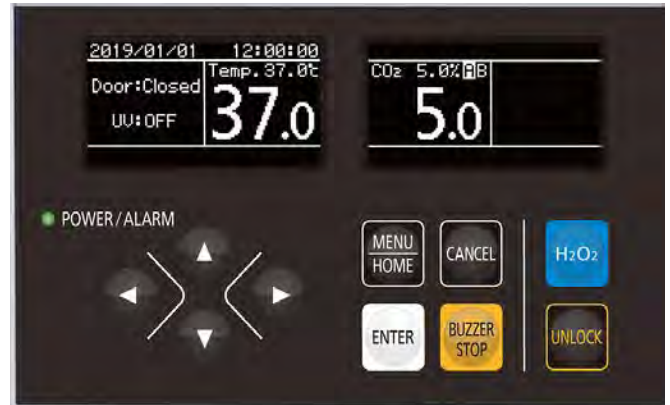 2019/01/01 12:00:00
Door:Closed
UV:OFF
Temp.37.0℃
37.0
CO₂ 5.0% A B
5.0
POWER/ALARM
MENU
HOME
CANCEL
H₂O₂
ENTER
BUZZER
STOP
UNLOCK